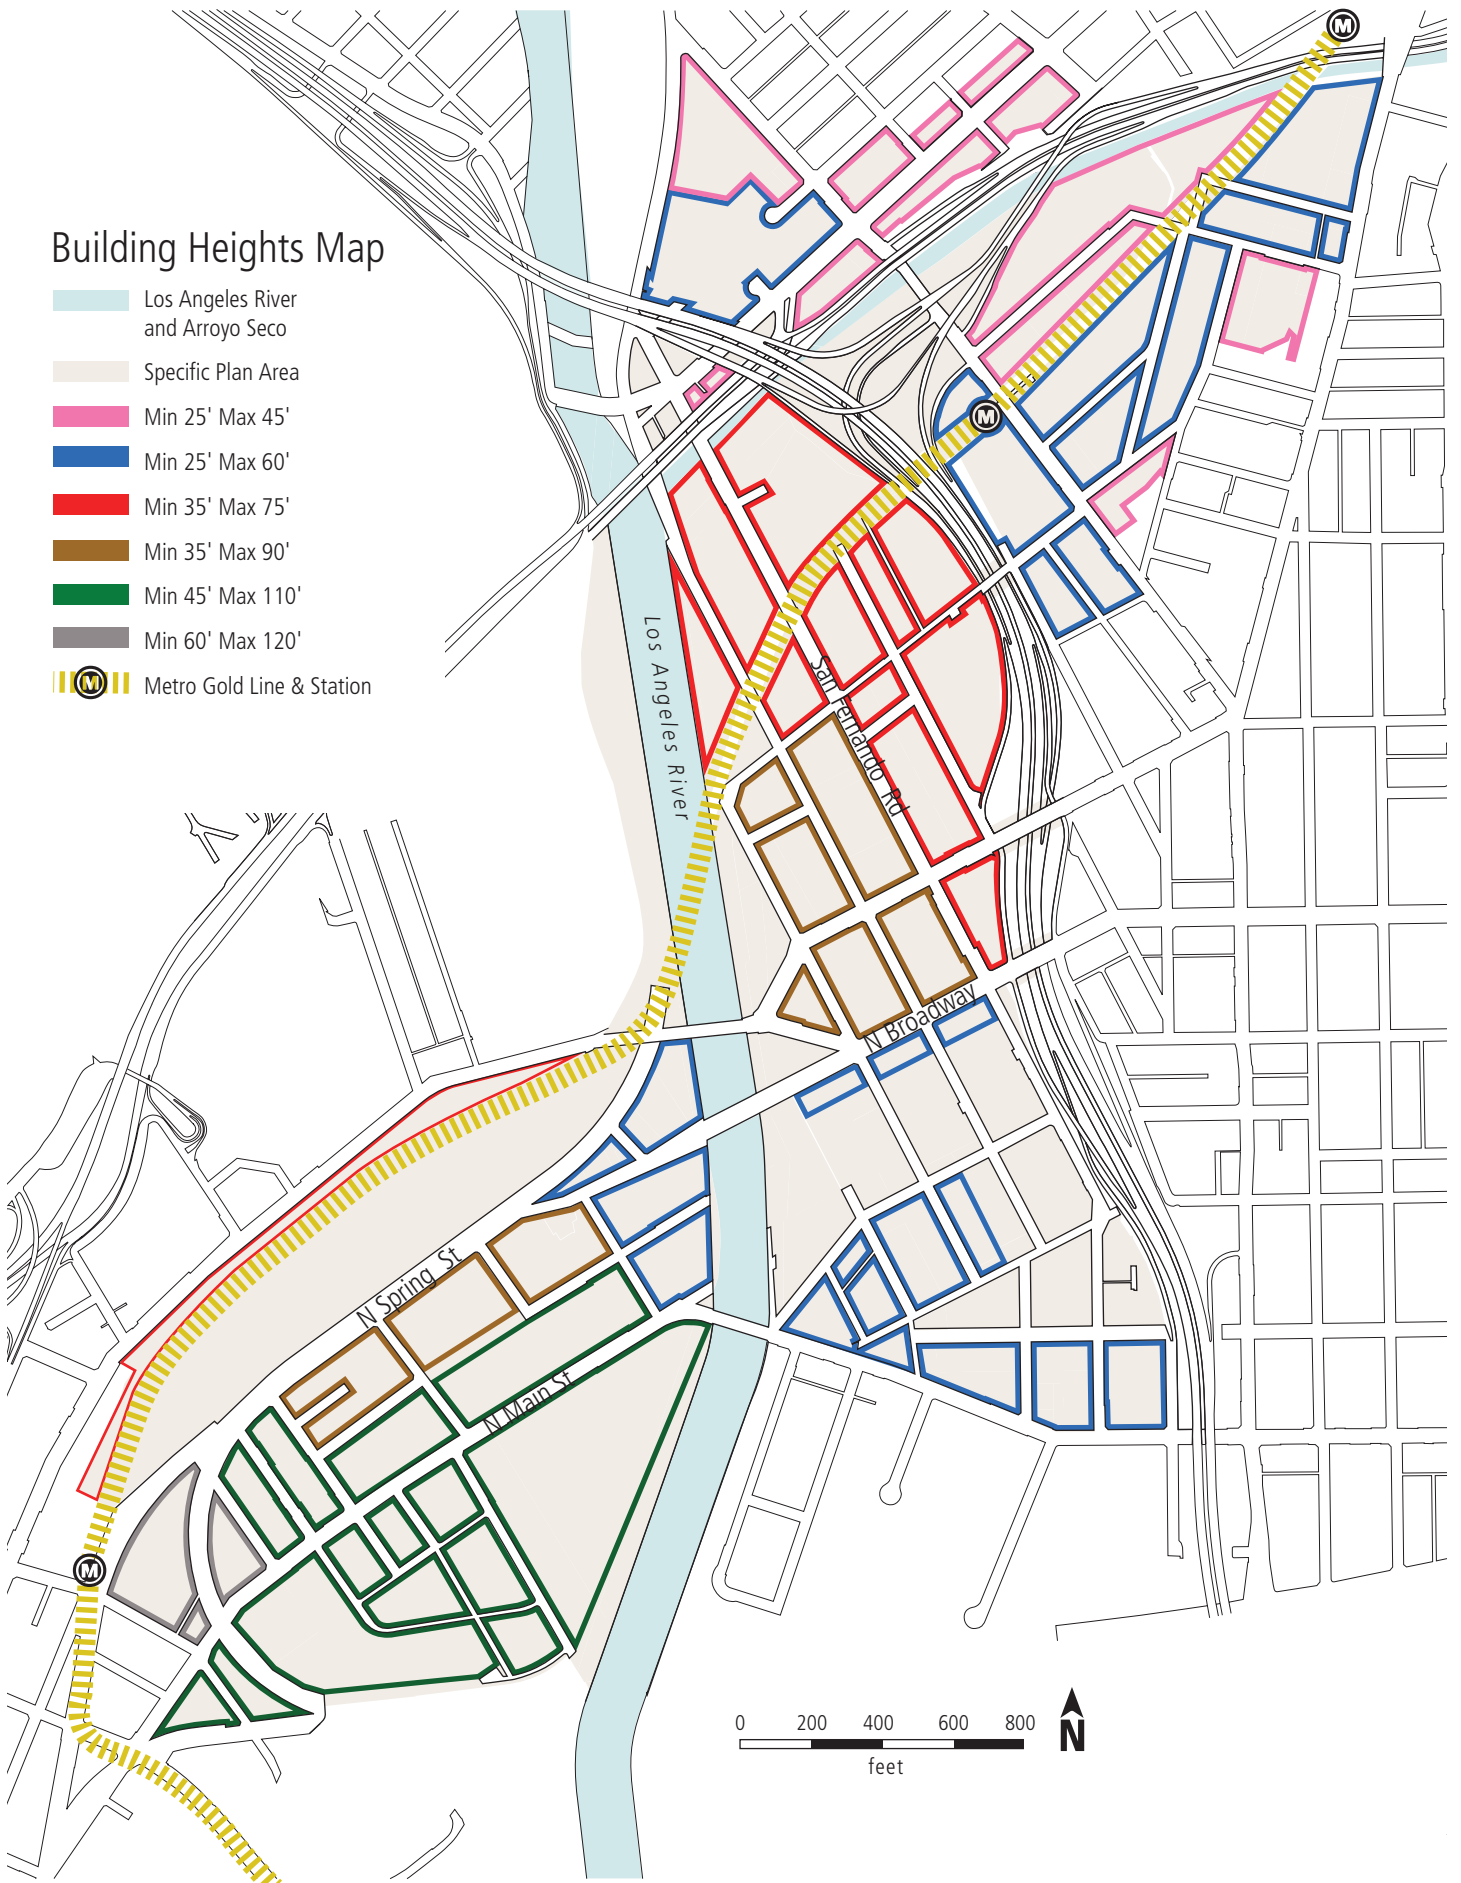 M
Building Heights Map
Los Angeles River
and Arroyo Seco
Specific Plan Area
Min 25' Max 45'
M
Min 25' Max 60'
Min 35' Max 75'
Min 35' Max 90'
Min 45' Max 110'
Min 60' Max 120'
M
Metro Gold Line & Station
Los Angeles River
San Fernando Rd
N Broadway
N Spring St
N Main St
M
0 200 400 600 800
feet
N